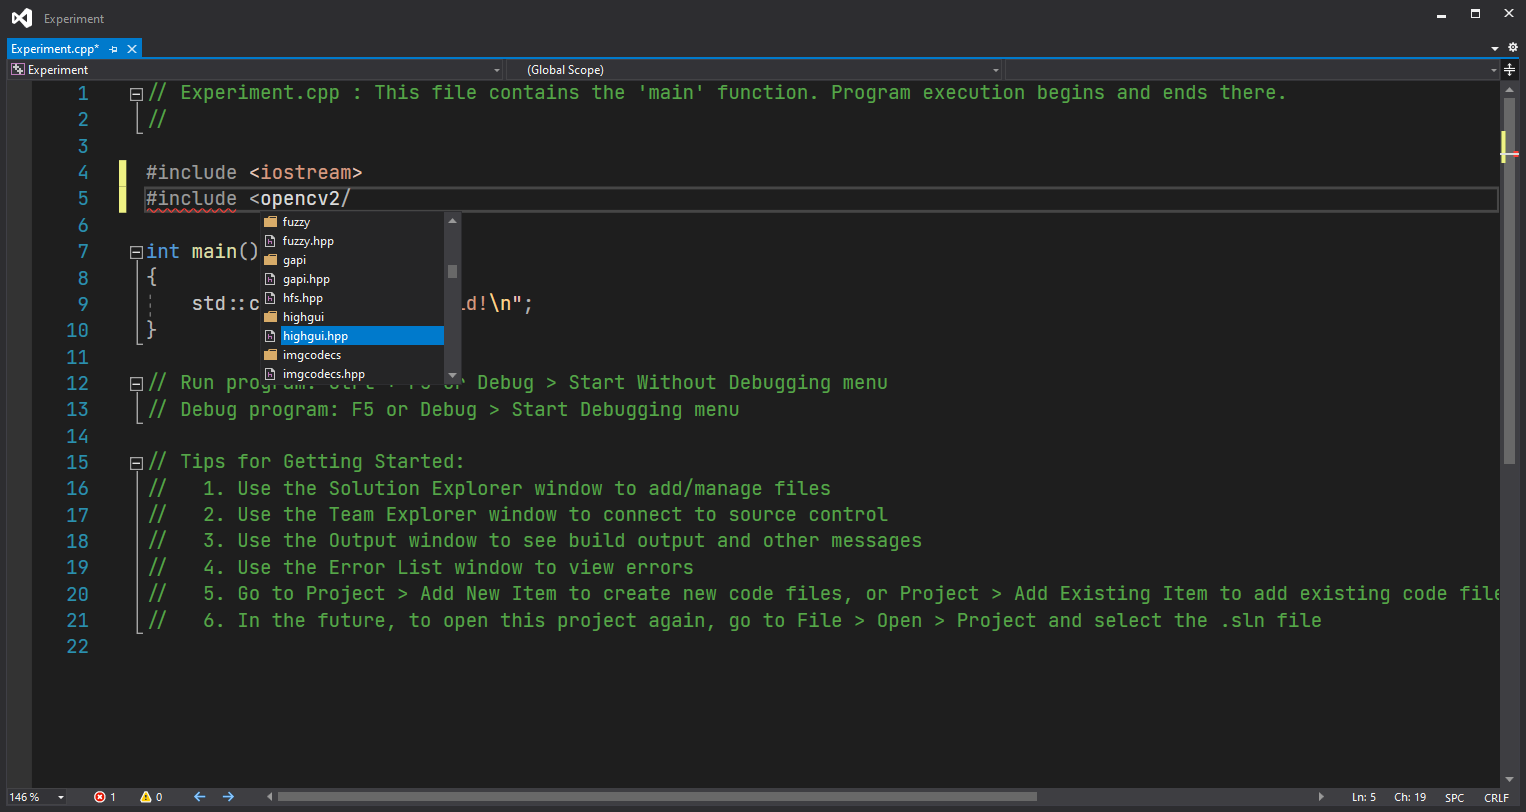 Experiment
Experiment.cpp*
Experiment (Global Scope)
1 // Experiment.cpp : This file contains the 'main' function. Program execution begins and ends there.
2 //
3
4 #include <iostream>
5 #include <opencv2/
fuzzy
fuzzy.hpp
gapi
gapi.hpp
hfs.hpp
highgui
highgui.hpp
imgcodecs
imgcodecs.hpp
6
7 int main()
8 {
9 std::c d!\n";
10 }
11
12 // Run program: Ctrl + F5 or Debug > Start Without Debugging menu
13 // Debug program: F5 or Debug > Start Debugging menu
14
15 // Tips for Getting Started:
16 // 1. Use the Solution Explorer window to add/manage files
17 // 2. Use the Team Explorer window to connect to source control
18 // 3. Use the Output window to see build output and other messages
19 // 4. Use the Error List window to view errors
20 // 5. Go to Project > Add New Item to create new code files, or Project > Add Existing Item to add existing code file
21 // 6. In the future, to open this project again, go to File > Open > Project and select the .sln file
22
146 % 1 0 Ln: 5 Ch: 19 SPC CRLF